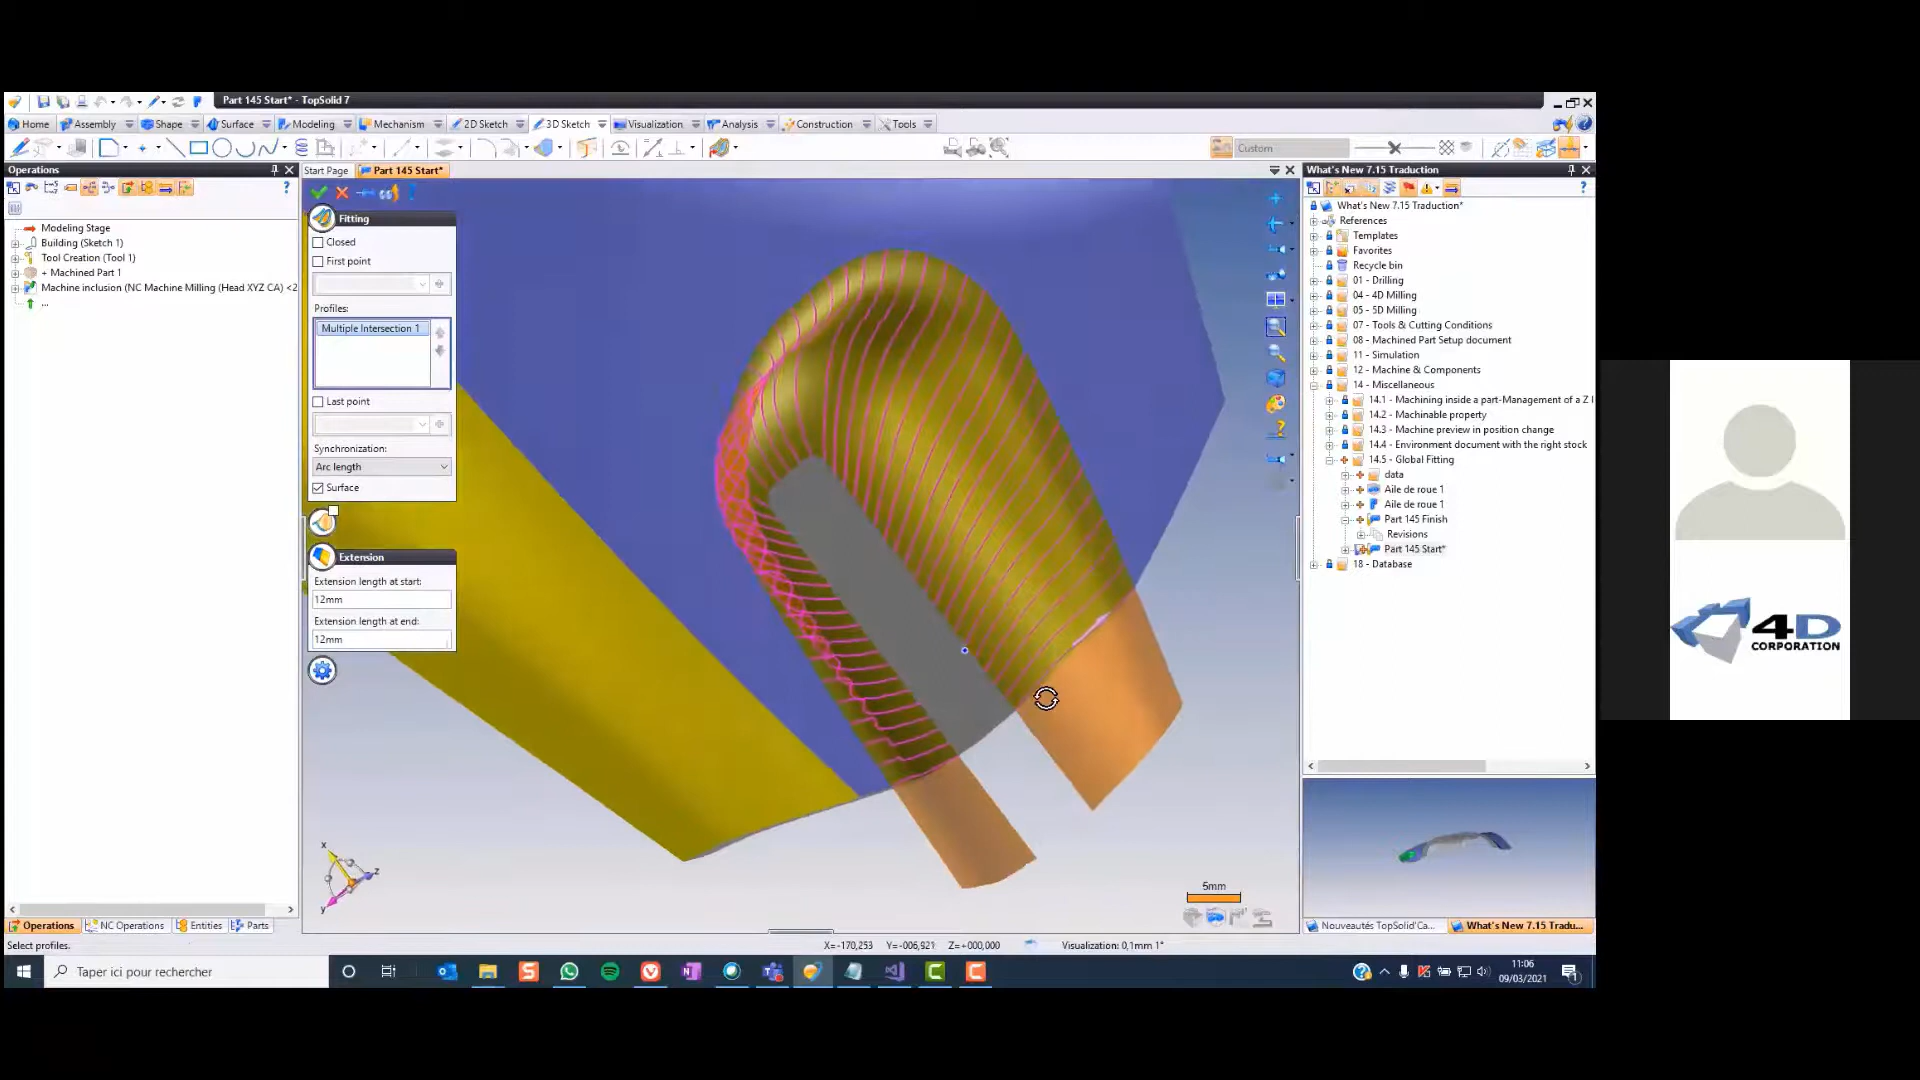 Part 145 Start* - TopSolid 7
Home
Assembly
Shape
Surface
Modeling
Mechanism
2D Sketch
3D Sketch
Visualization
Analysis
Construction
Tools
Custom
Operations
Start Page
Part 145 Start*
What's New 7.15 Traduction
Modeling Stage
Building (Sketch 1)
Tool Creation (Tool 1)
+ Machined Part 1
Machine inclusion (NC Machine Milling (Head XYZ CA) <2
...
Fitting
Closed
First point
Profiles:
Multiple Intersection 1
Last point
Synchronization:
Arc length
Surface
Extension
Extension length at start:
12mm
Extension length at end:
12mm
x
z
y
5mm
What's New 7.15 Traduction*
References
Templates
Favorites
Recycle bin
01 - Drilling
04 - 4D Milling
05 - 5D Milling
07 - Tools & Cutting Conditions
08 - Machined Part Setup document
11 - Simulation
12 - Machine & Components
14 - Miscellaneous
14.1 - Machining inside a part-Management of a Z l
14.2 - Machinable property
14.3 - Machine preview in position change
14.4 - Environment document with the right stock
14.5 - Global Fitting
data
Aile de roue 1
Aile de roue 1
Part 145 Finish
Revisions
Part 145 Start*
18 - Database
4D
CORPORATION
Operations
NC Operations
Entities
Parts
Nouveautés TopSolid'Ca...
What's New 7.15 Tradu...
Select profiles.
X=-170,253
Y=-006,921
Z=+000,000
Visualization: 0,1mm 1°
Taper ici pour rechercher
11:06
09/03/2021